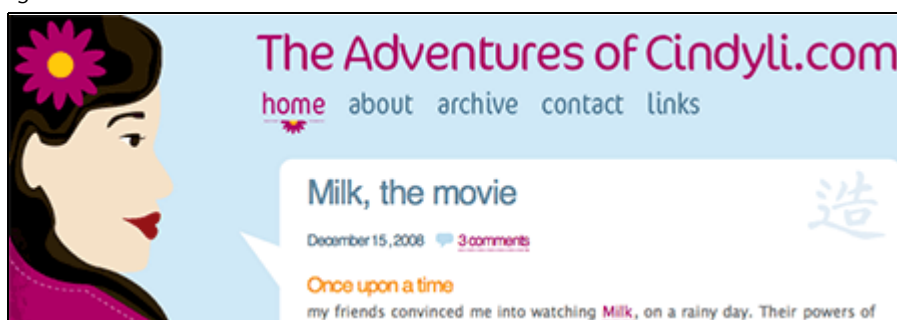 The Adventures of Cindyli.com
home about archive contact links
Milk, the movie
造
December 15, 2008 3 comments
Once upon a time
my friends convinced me into watching Milk, on a rainy day. Their powers of